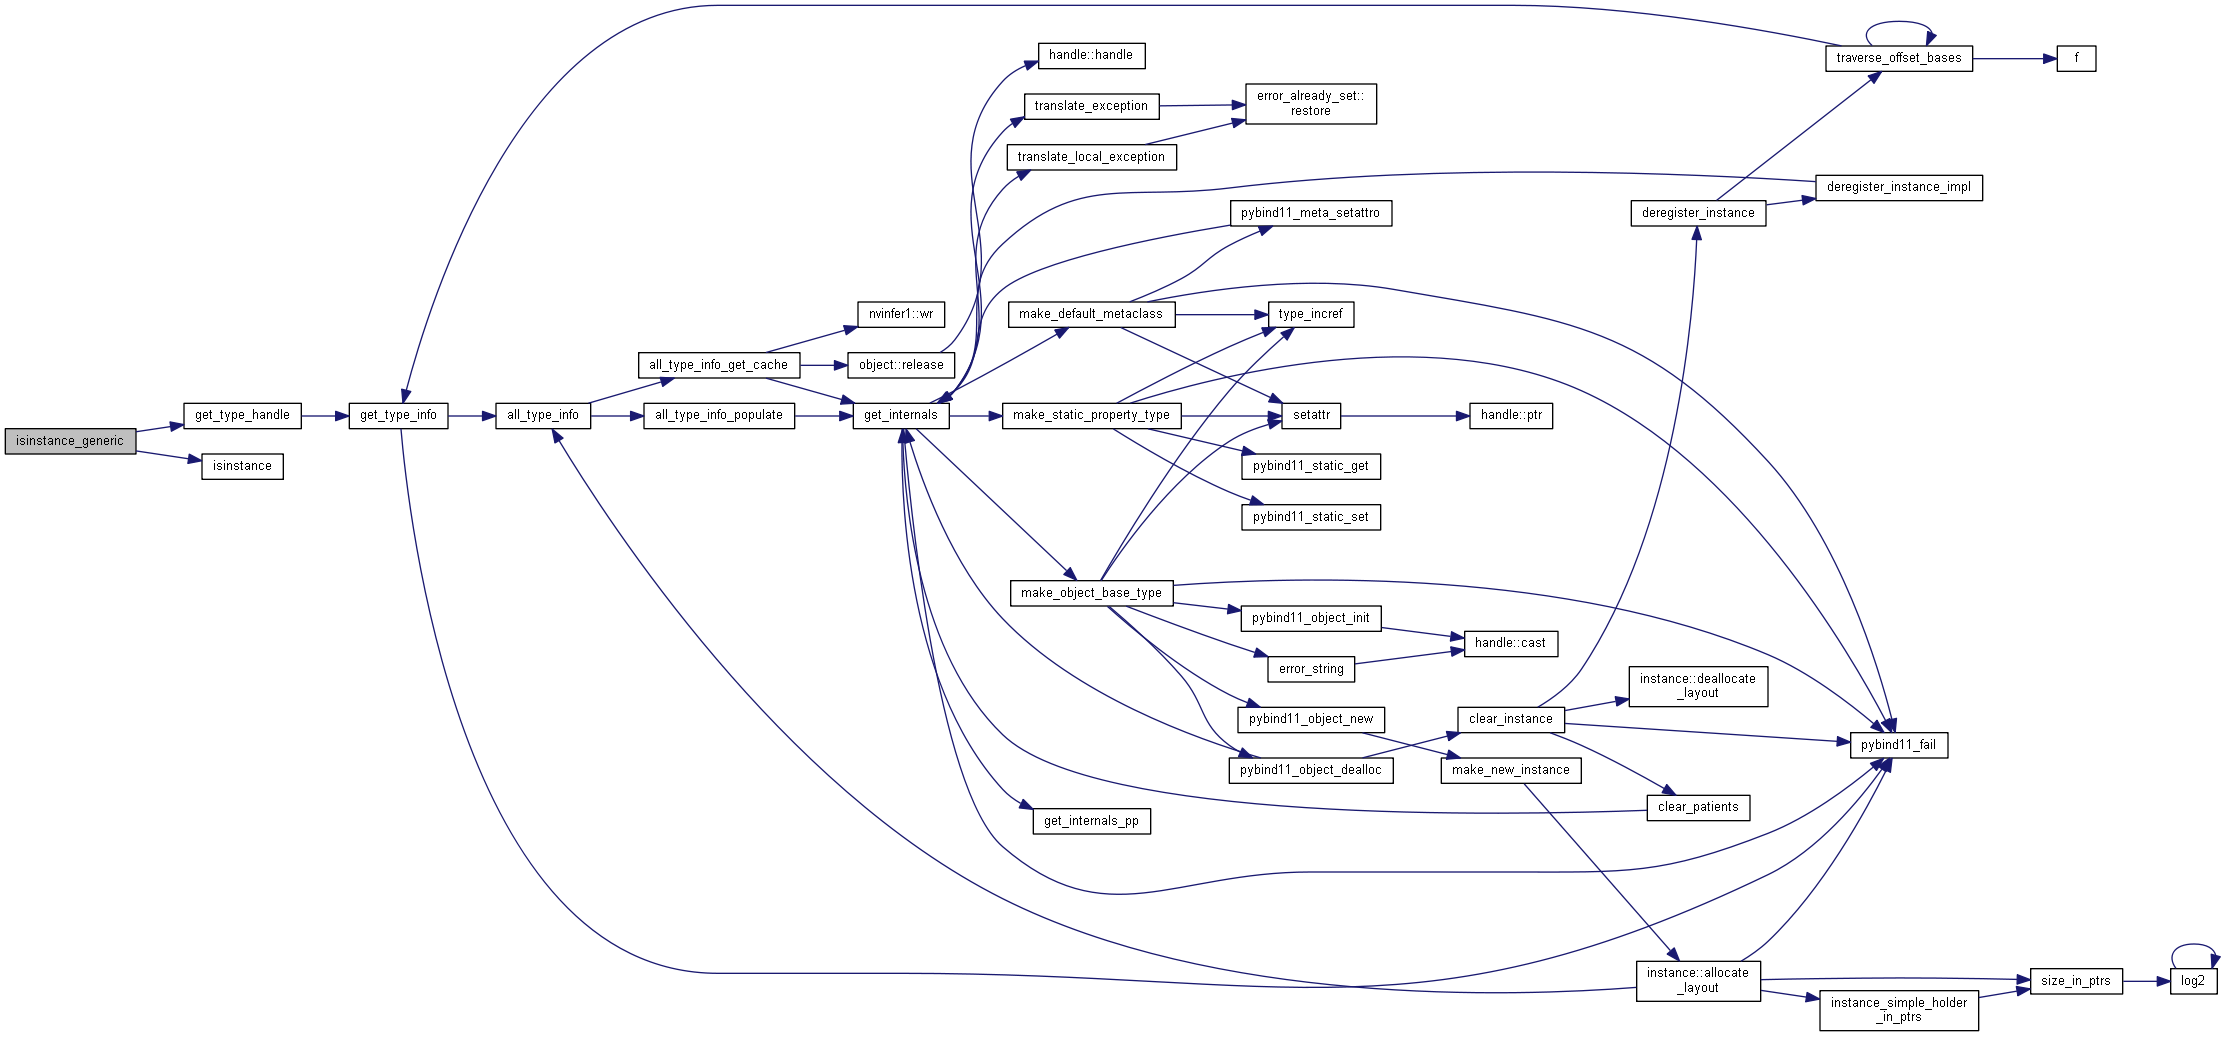 handle::handle
traverse_offset_bases
f
translate_exception
error_already_set::
restore
translate_local_exception
deregister_instance_impl
pybind11_meta_setattro
deregister_instance
nvinfer1::wr
make_default_metaclass
type_incref
all_type_info_get_cache
object::release
get_type_handle
get_type_info
all_type_info
all_type_info_populate
get_internals
make_static_property_type
setattr
handle::ptr
isinstance_generic
isinstance
pybind11_static_get
pybind11_static_set
make_object_base_type
pybind11_object_init
handle::cast
error_string
instance::deallocate
_layout
pybind11_object_new
clear_instance
pybind11_fail
pybind11_object_dealloc
make_new_instance
clear_patients
get_internals_pp
instance::allocate
_layout
size_in_ptrs
log2
instance_simple_holder
_in_ptrs